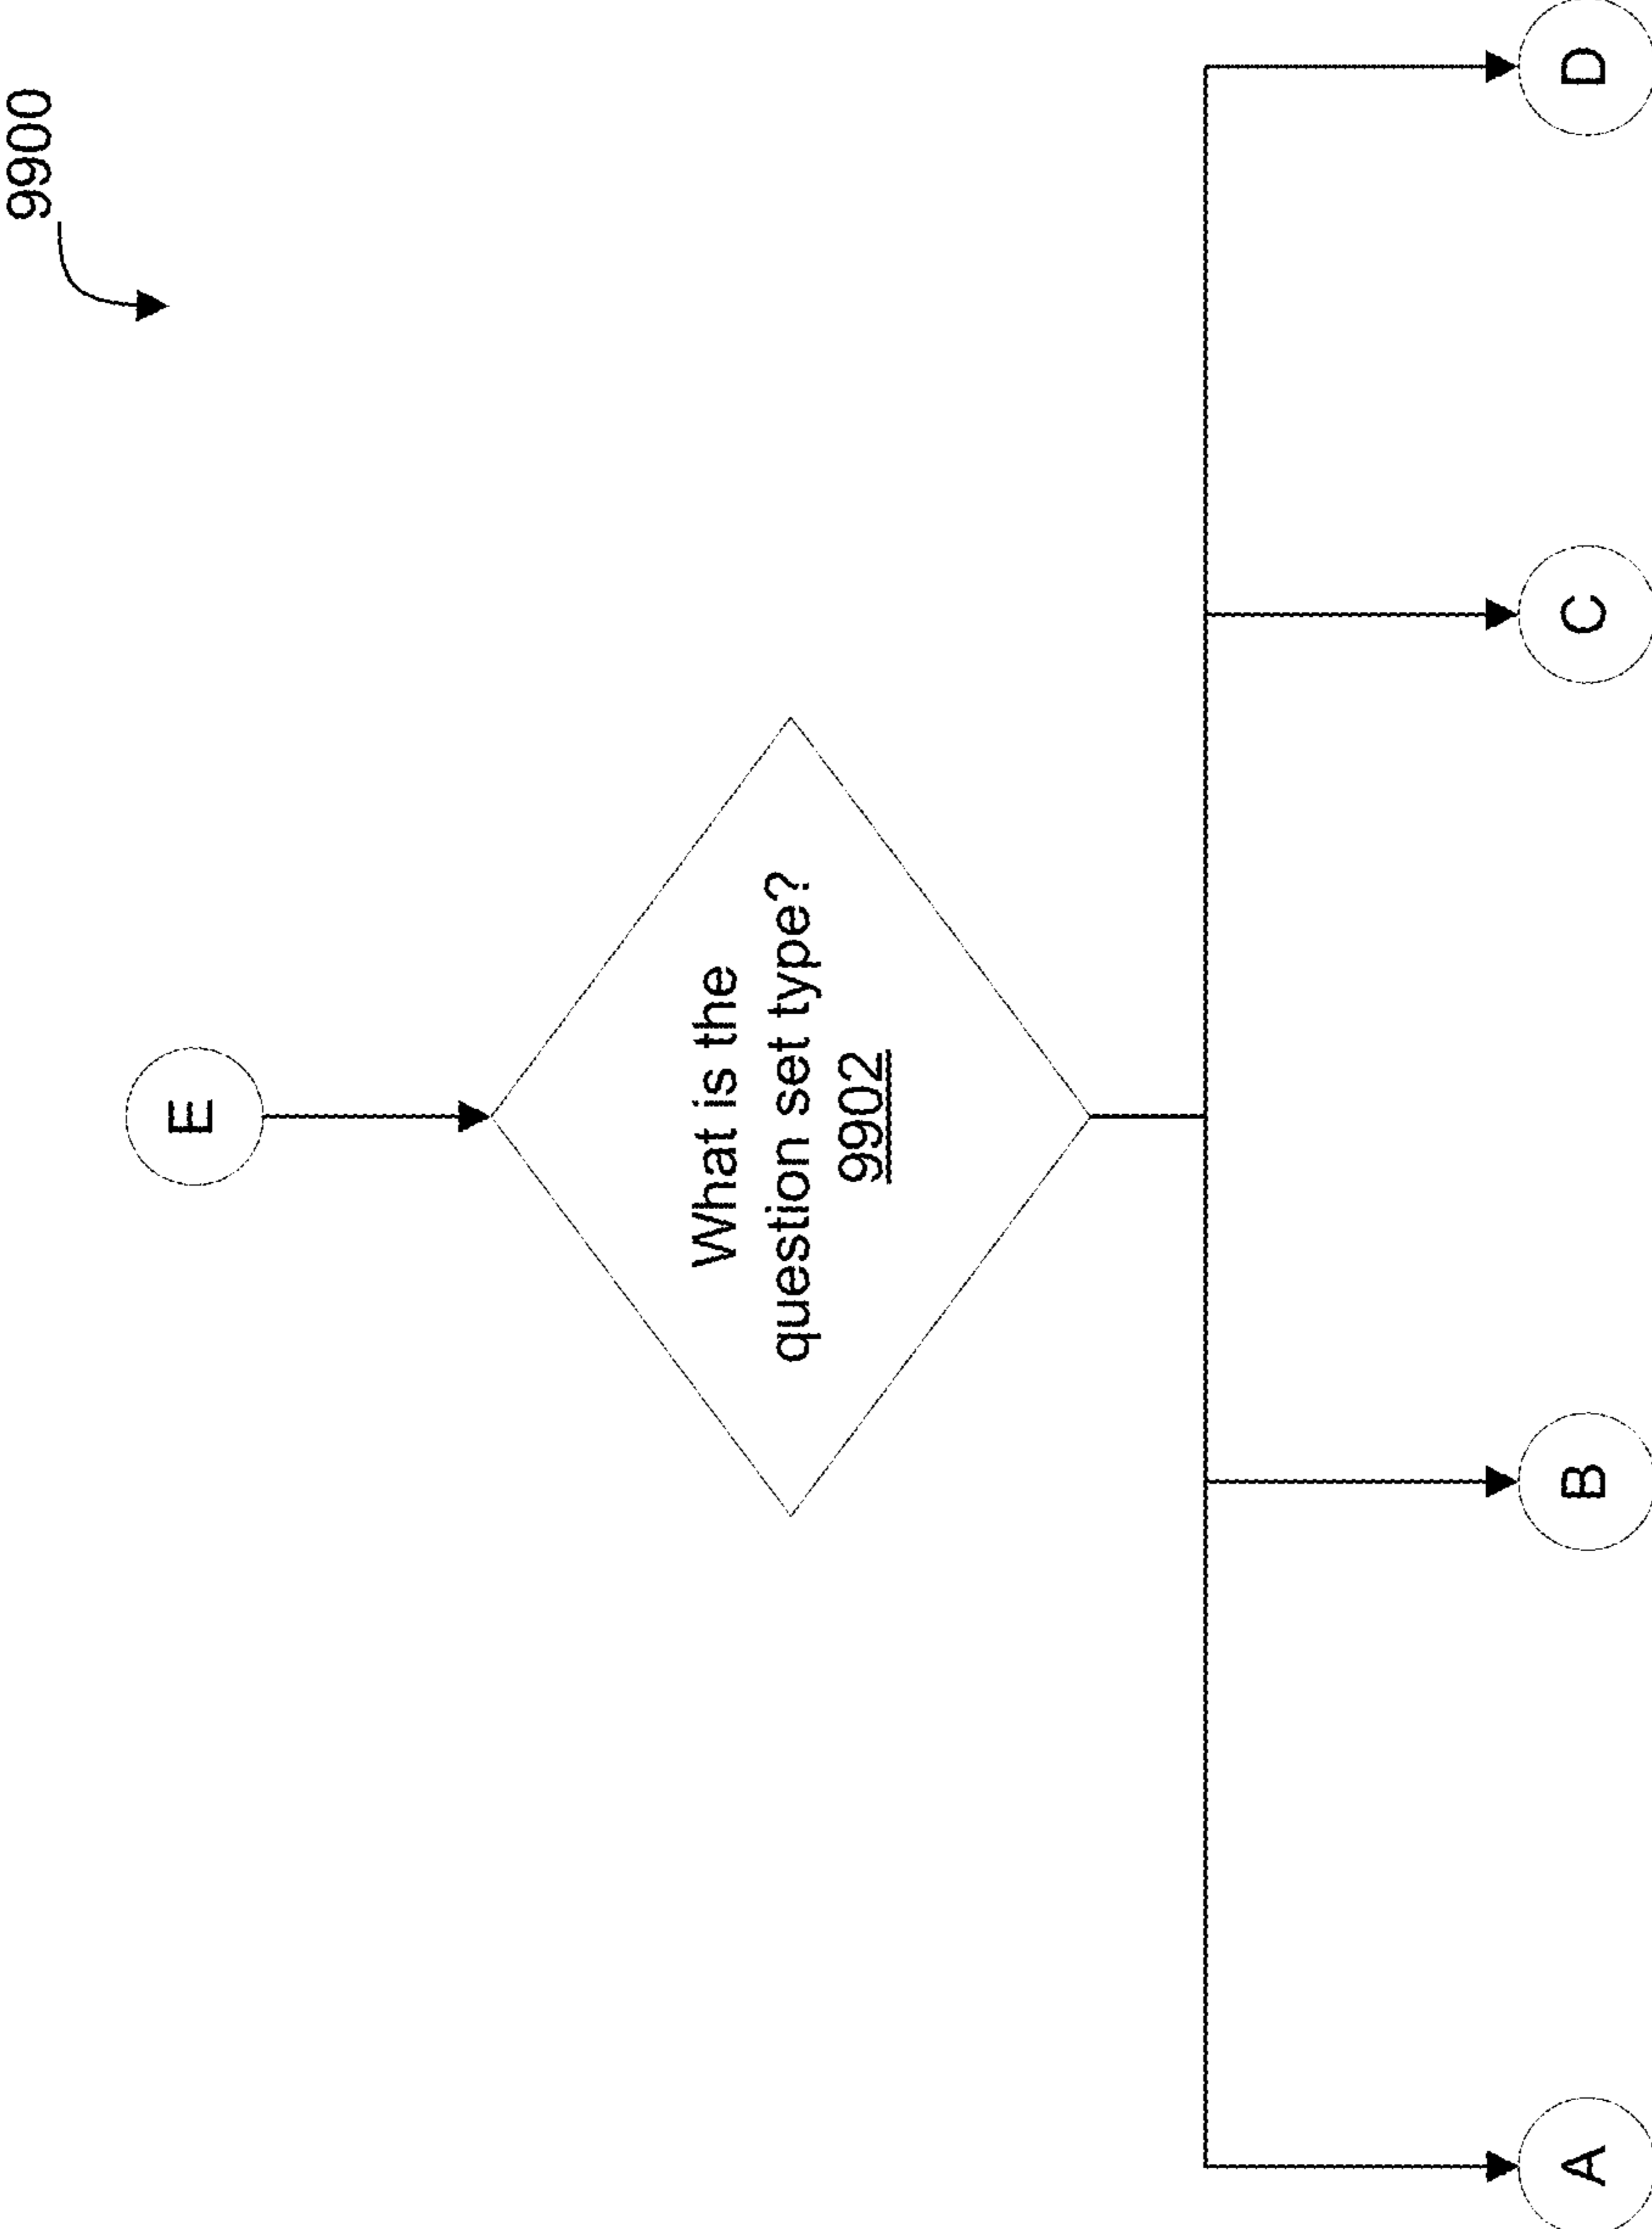 9900
E
What is the
question set type?
9902
A
B
C
D